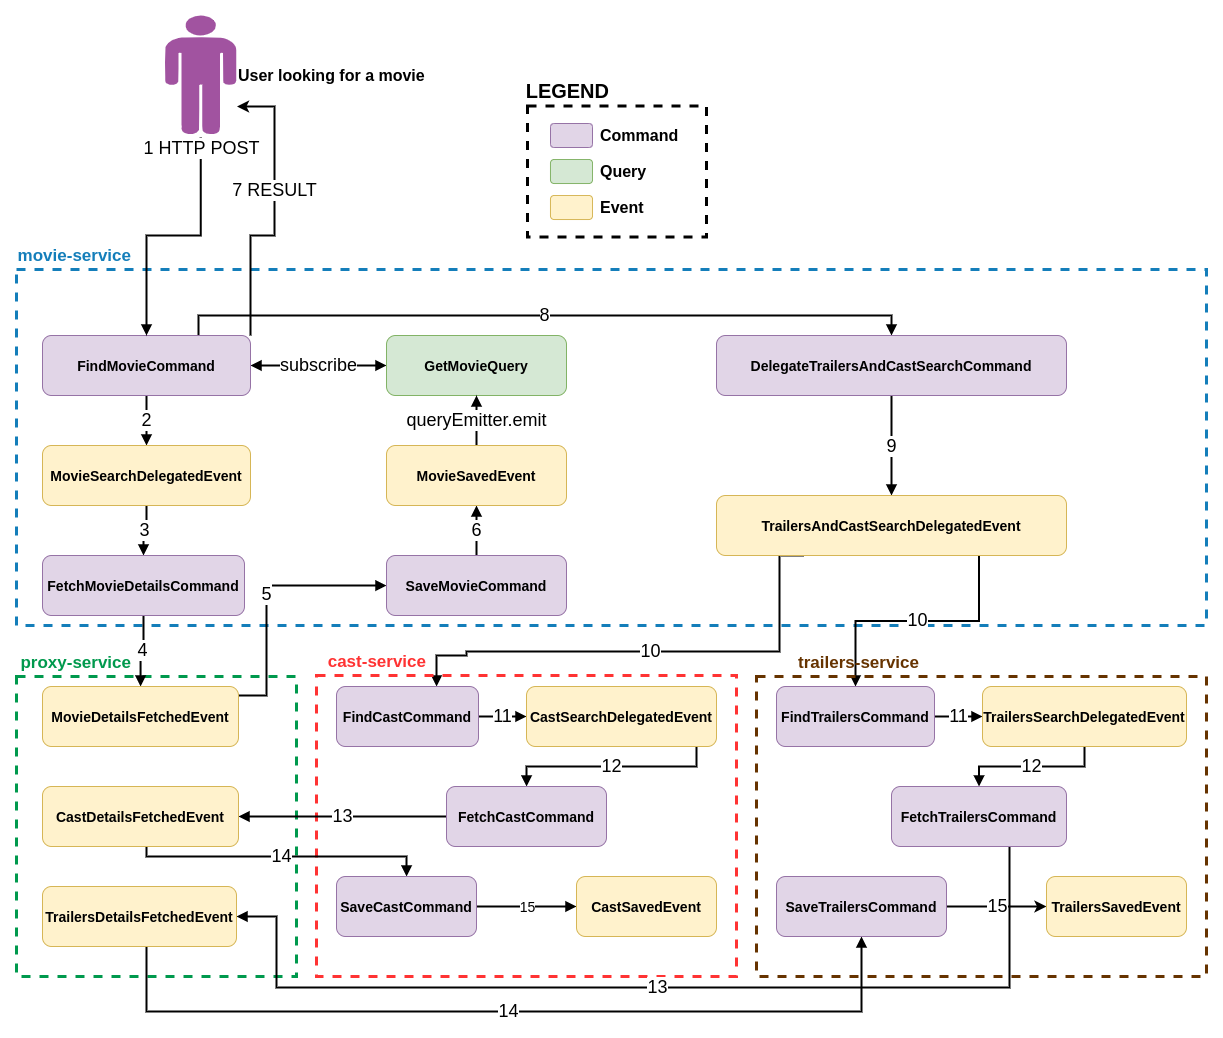 User looking for a movie
LEGEND
Command
Query
Event
1 HTTP POST
7 RESULT
movie-service
8
FindMovieCommand
subscribe
GetMovieQuery
DelegateTrailersAndCastSearchCommand
2
queryEmitter.emit
9
MovieSearchDelegatedEvent
MovieSavedEvent
TrailersAndCastSearchDelegatedEvent
3
6
FetchMovieDetailsCommand
5
SaveMovieCommand
10
4
10
proxy-service
cast-service
trailers-service
MovieDetailsFetchedEvent
FindCastCommand
11
CastSearchDelegatedEvent
FindTrailersCommand
11
TrailersSearchDelegatedEvent
12
12
CastDetailsFetchedEvent
13
FetchCastCommand
FetchTrailersCommand
14
TrailersDetailsFetchedEvent
SaveCastCommand
15
CastSavedEvent
SaveTrailersCommand
15
TrailersSavedEvent
13
14